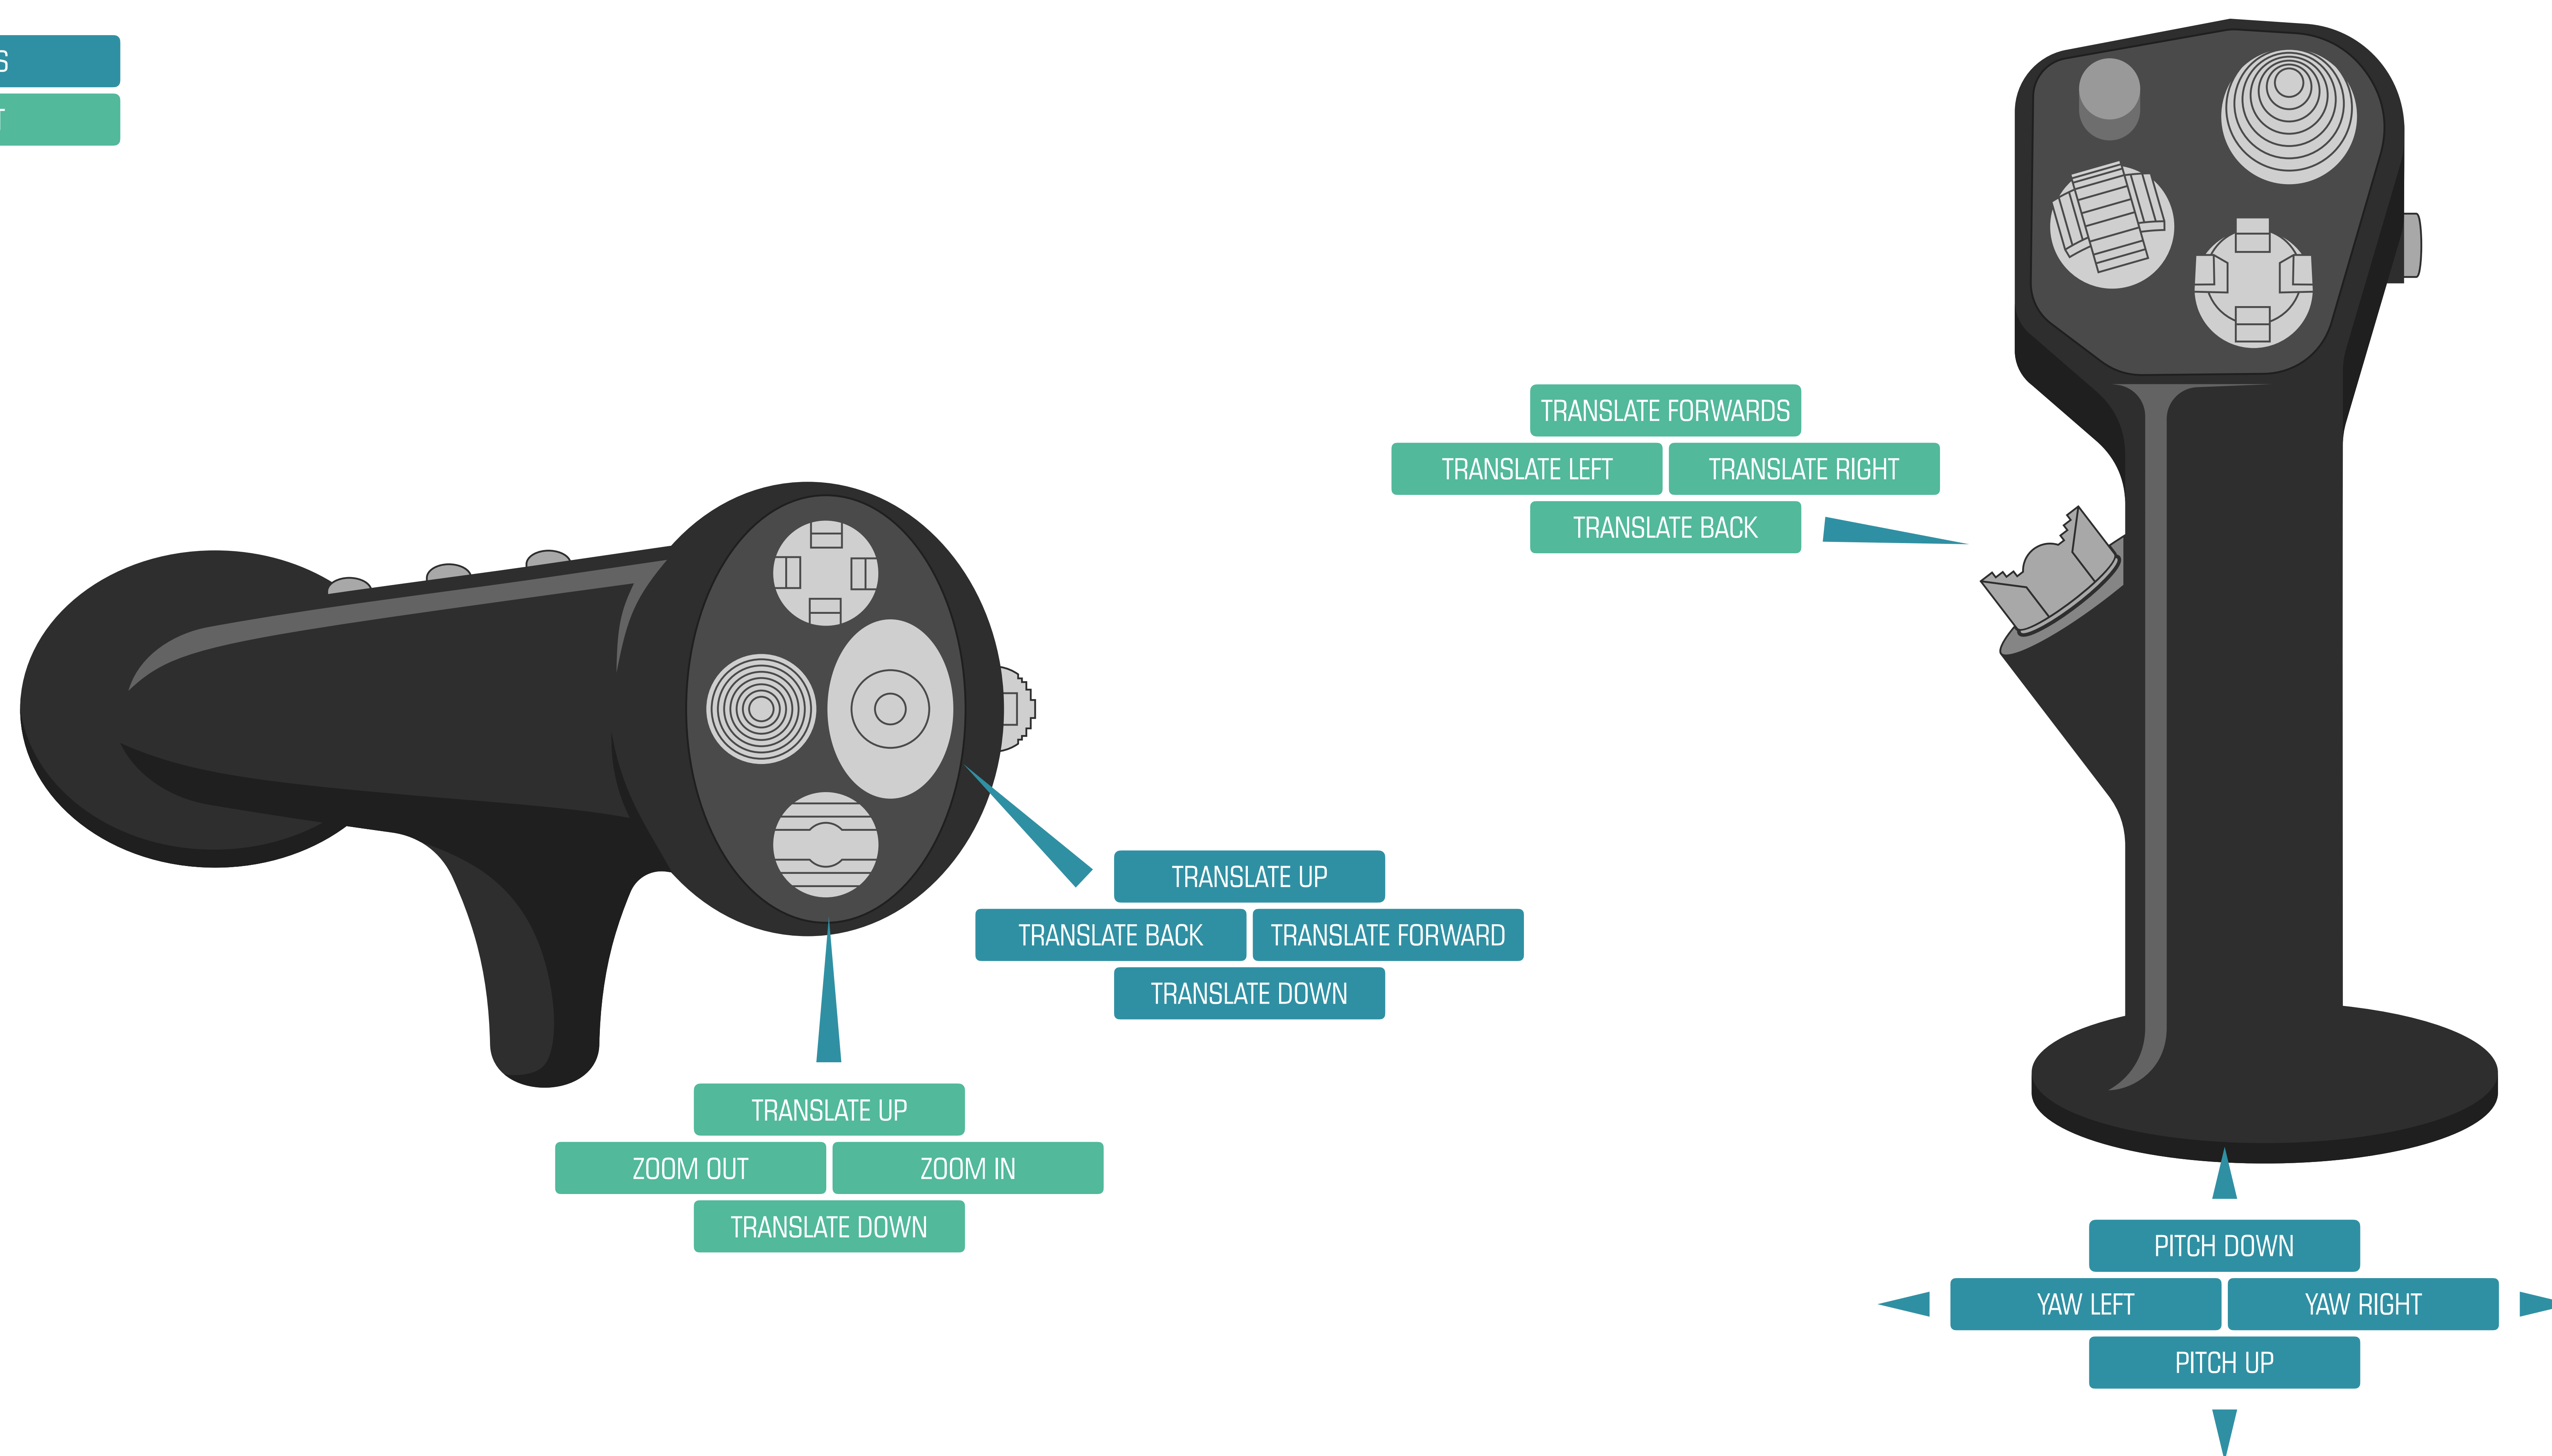 TRANSLATE FORWARDS
TRANSLATE LEFT TRANSLATE RIGHT
TRANSLATE BACK
TRANSLATE UP
TRANSLATE BACK TRANSLATE FORWARD
TRANSLATE DOWN
TRANSLATE UP
ZOOM OUT ZOOM IN
TRANSLATE DOWN
PITCH DOWN
YAW LEFT YAW RIGHT
PITCH UP